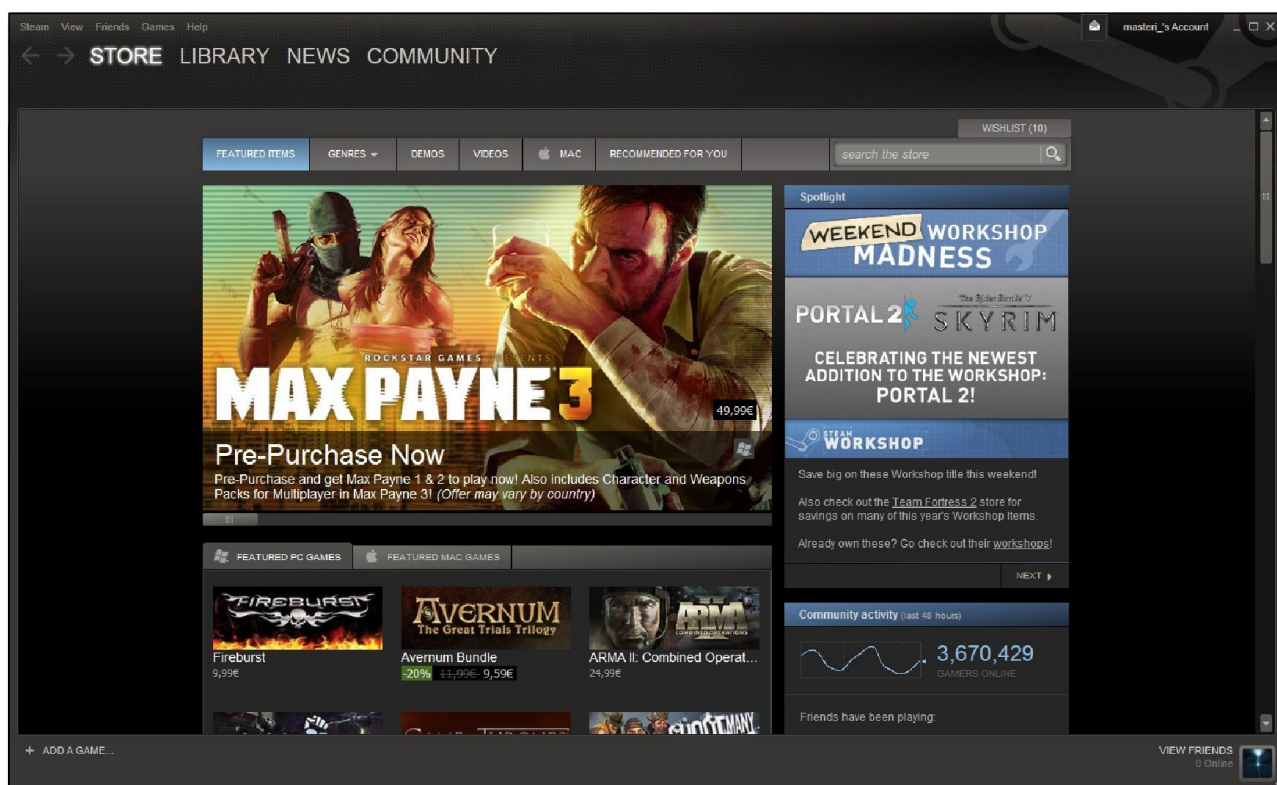 Steam View Friends Games Help
masteri_'s Account
STORE LIBRARY NEWS COMMUNITY
WISHLIST (10)
FEATURED ITEMS GENRES DEMOS VIDEOS MAC RECOMMENDED FOR YOU
search the store
ROCKSTAR GAMES PRESENTS
MAX PAYNE 3
49,99€
Pre-Purchase Now
Pre-Purchase and get Max Payne 1 & 2 to play now! Also includes Character and Weapons
Packs for Multiplayer in Max Payne 3! (Offer may vary by country)
Spotlight
WEEKEND WORKSHOP
MADNESS
PORTAL 2
The Elder Scrolls V
SKYRIM
CELEBRATING THE NEWEST
ADDITION TO THE WORKSHOP:
PORTAL 2!
STEAM
WORKSHOP
Save big on these Workshop title this weekend!
Also check out the Team Fortress 2 store for
savings on many of this year's Workshop Items.
Already own these? Go check out their workshops!
NEXT
FEATURED PC GAMES FEATURED MAC GAMES
FIREBURST
Fireburst
9,99€
AVERNUM
The Great Trials Trilogy
Avernum Bundle
-20% 11,99€ 9,59€
ARMA II
COMBINED OPERATIONS
ARMA II: Combined Operat...
24,99€
Community activity (last 48 hours)
3,670,429
GAMERS ONLINE
Friends have been playing:
+ ADD A GAME...
VIEW FRIENDS
0 Online